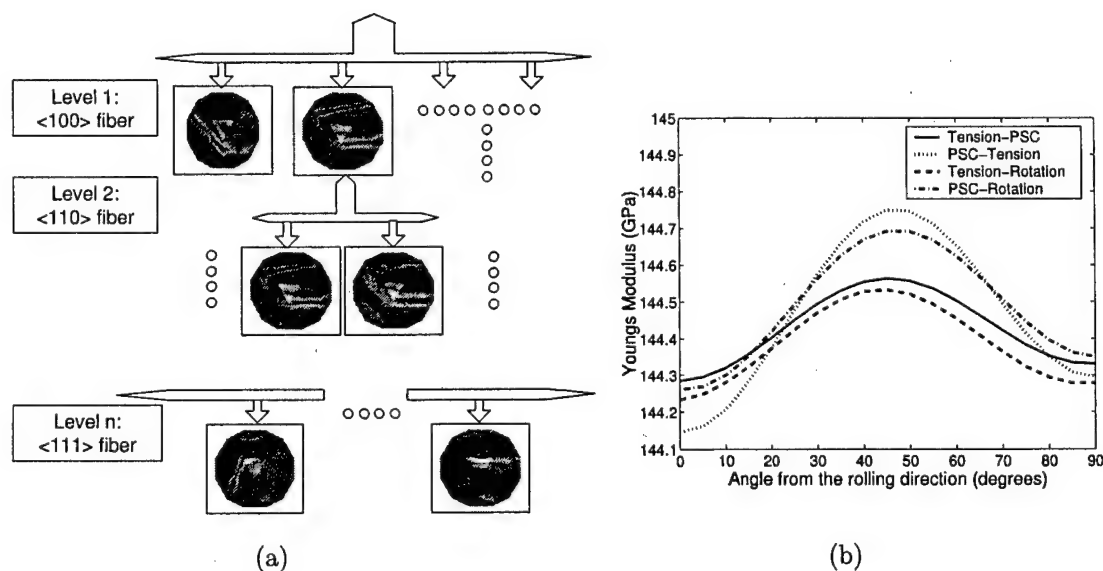 Level 1:
<100> fiber
Level 2:
<110> fiber
Level n:
<111> fiber
(a)
145
144.9
144.8
144.7
144.6
144.5
144.4
144.3
144.2
144.1
Youngs Modulus (GPa)
Tension-PSC
PSC-Tension
Tension-Rotation
PSC-Rotation
0 10 20 30 40 50 60 70 80 90
Angle from the rolling direction (degrees)
(b)